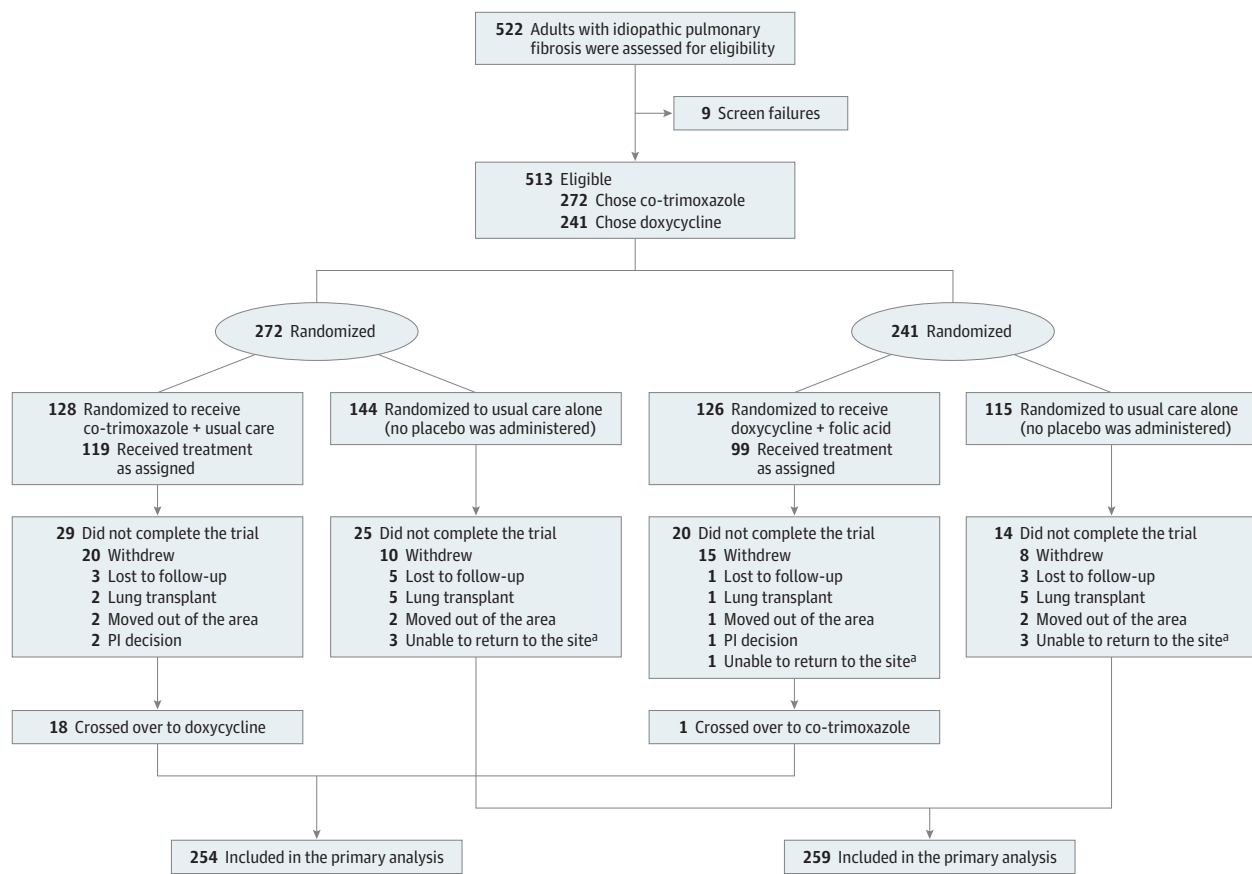 522 Adults with idiopathic pulmonary
fibrosis were assessed for eligibility
9 Screen failures
513 Eligible
272 Chose co-trimoxazole
241 Chose doxycycline
272 Randomized
241 Randomized
128 Randomized to receive
co-trimoxazole + usual care
119 Received treatment
as assigned
144 Randomized to usual care alone
(no placebo was administered)
126 Randomized to receive
doxycycline + folic acid
99 Received treatment
as assigned
115 Randomized to usual care alone
(no placebo was administered)
29 Did not complete the trial
20 Withdrew
3 Lost to follow-up
2 Lung transplant
2 Moved out of the area
2 PI decision
25 Did not complete the trial
10 Withdrew
5 Lost to follow-up
5 Lung transplant
2 Moved out of the area
3 Unable to return to the siteᵃ
20 Did not complete the trial
15 Withdrew
1 Lost to follow-up
1 Lung transplant
1 Moved out of the area
1 PI decision
1 Unable to return to the siteᵃ
14 Did not complete the trial
8 Withdrew
3 Lost to follow-up
5 Lung transplant
2 Moved out of the area
3 Unable to return to the siteᵃ
18 Crossed over to doxycycline
1 Crossed over to co-trimoxazole
254 Included in the primary analysis
259 Included in the primary analysis